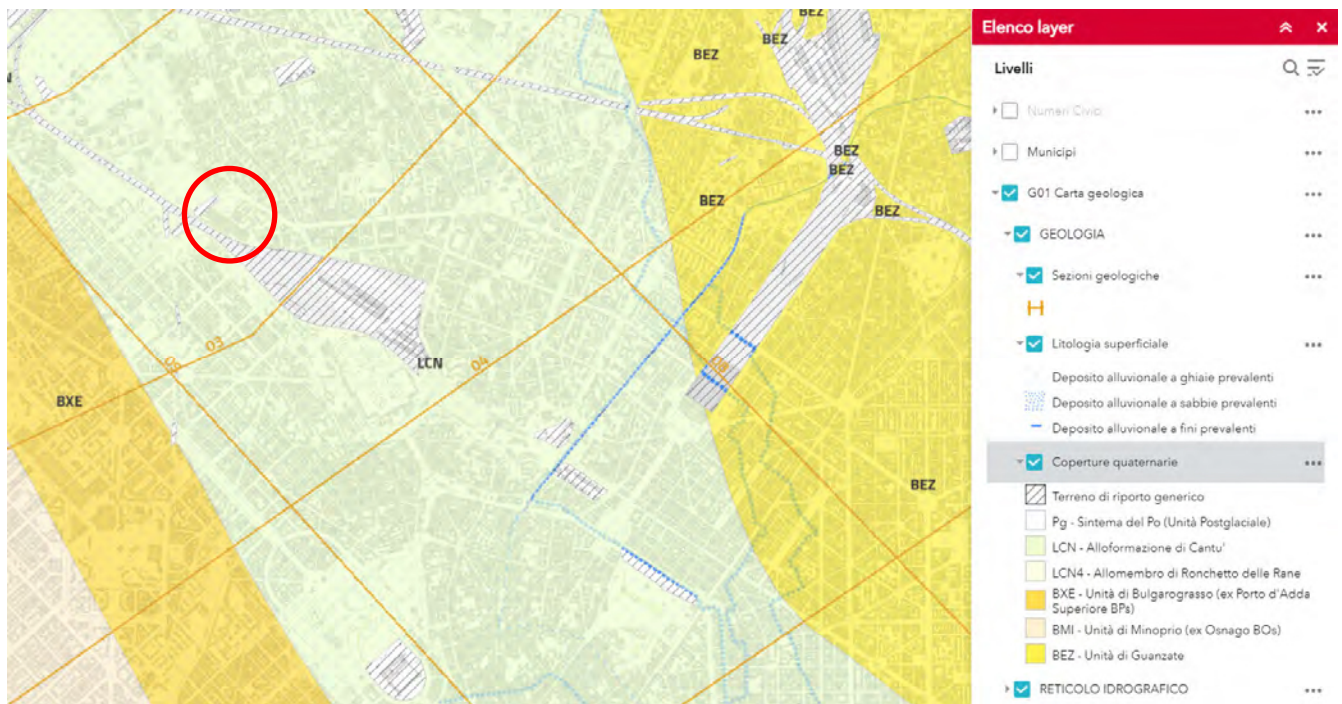 BEZ
BEZ
BEZ
BEZ
BEZ
BEZ
BEZ
03
04
LCN
BXE
BEZ
Elenco layer
Livelli
Numeri Civici
Municipi
G01 Carta geologica
GEOLOGIA
Sezioni geologiche
Litologia superficiale
Deposito alluvionale a ghiaie prevalenti
Deposito alluvionale a sabbie prevalenti
Deposito alluvionale a fini prevalenti
Coperture quaternarie
Terreno di riporto generico
Pg - Sintema del Po (Unità Postglaciale)
LCN - Alloformazione di Cantu'
LCN4 - Allomembro di Ronchetto delle Rane
BXE - Unità di Bulgarograsso (ex Porto d'Adda
Superiore BPs)
BMI - Unità di Minoprio (ex Osnago BOs)
BEZ - Unità di Guanzate
RETICOLO IDROGRAFICO